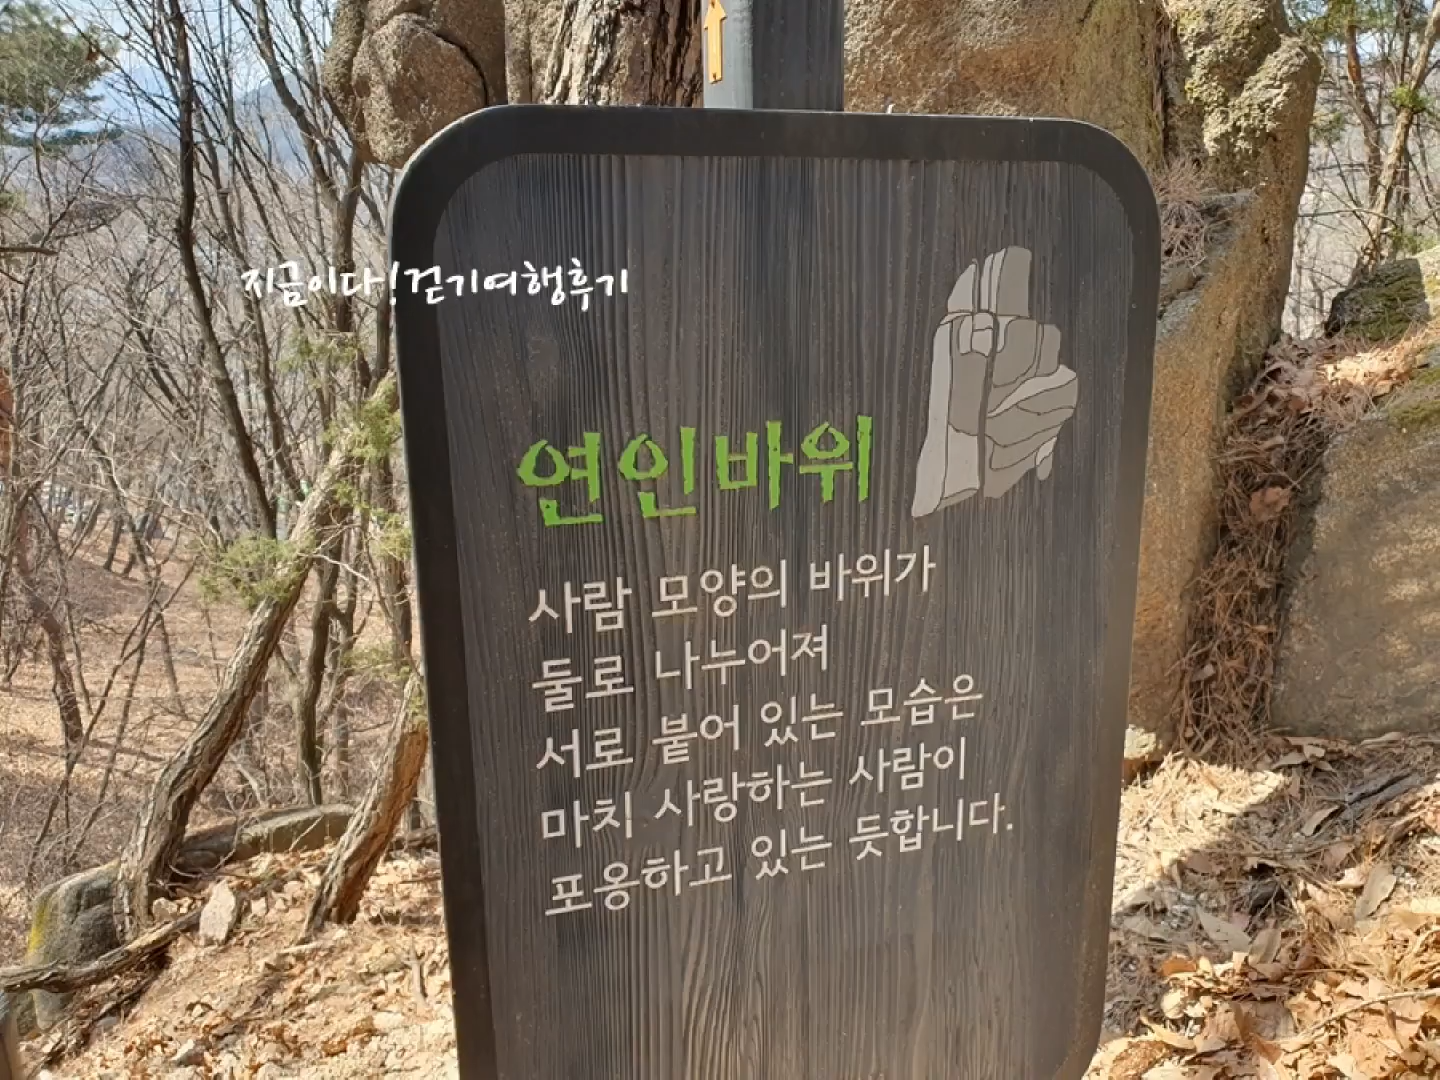 지금이다!걷기여행후기
연인바위
사람 모양의 바위가
둘로 나누어져
서로 붙어 있는 모습은
마치 사랑하는 사람이
포옹하고 있는 듯합니다.